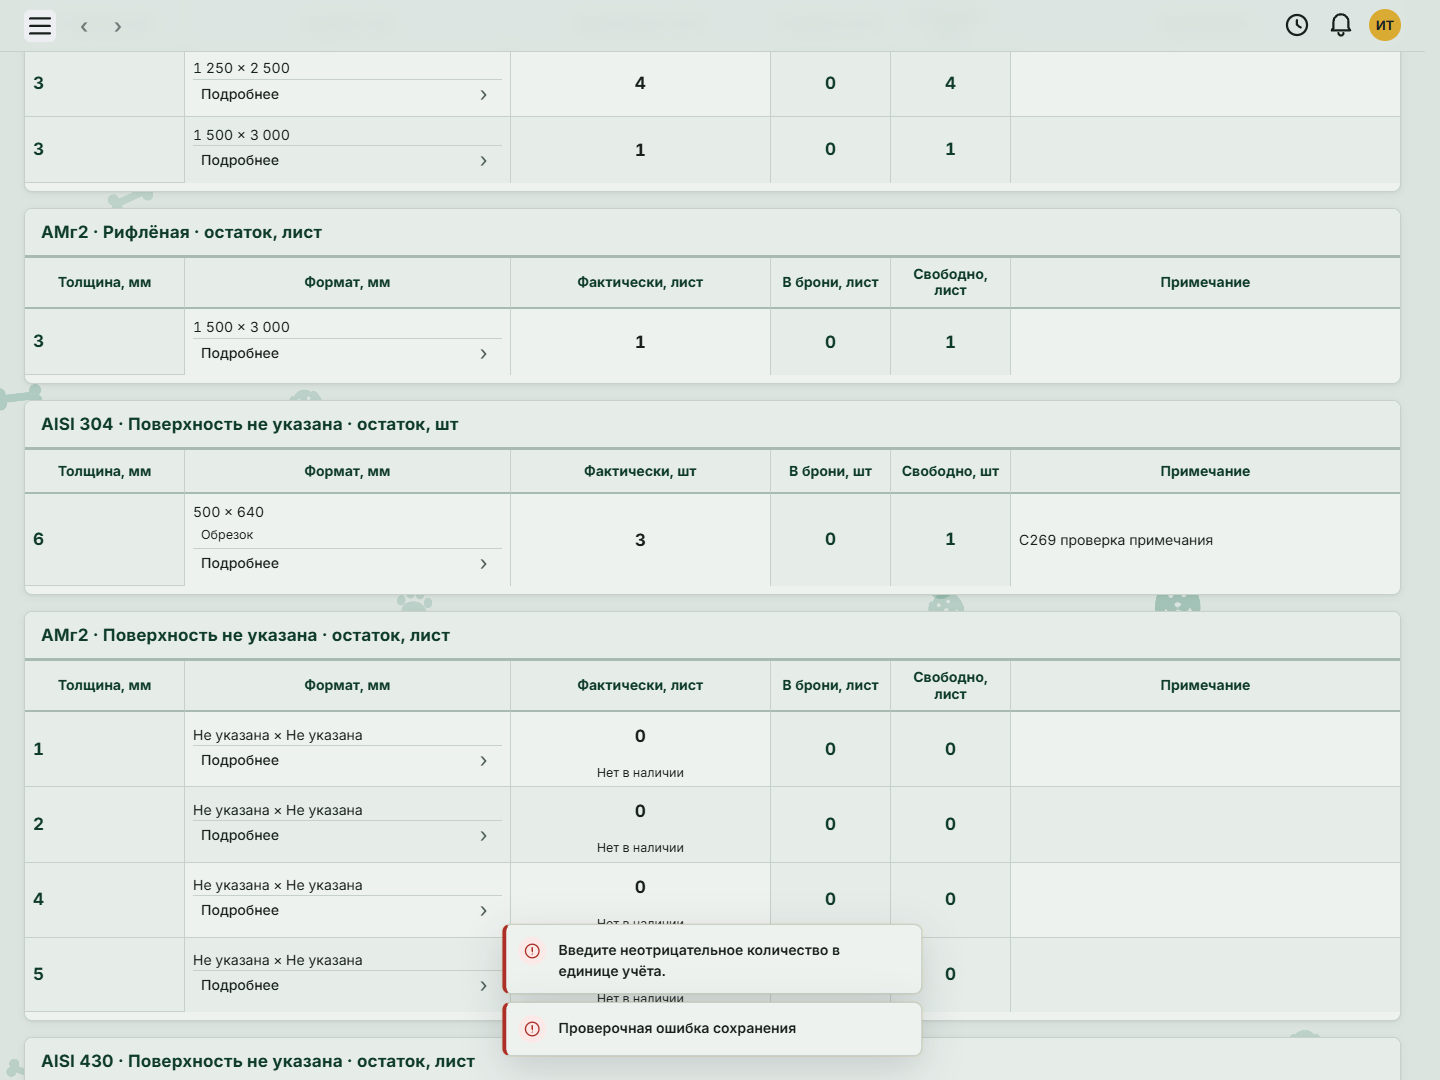 ИТ
3
1 250 × 2 500
Подробнее
4
0
4
3
1 500 × 3 000
Подробнее
1
0
1
АМг2 · Рифлёная · остаток, лист
Толщина, мм
Формат, мм
Фактически, лист
В брони, лист
Свободно,
лист
Примечание
3
1 500 × 3 000
Подробнее
1
0
1
AISI 304 · Поверхность не указана · остаток, шт
Толщина, мм
Формат, мм
Фактически, шт
В брони, шт
Свободно, шт
Примечание
6
500 × 640
Обрезок
Подробнее
3
0
1
С269 проверка примечания
АМг2 · Поверхность не указана · остаток, лист
Толщина, мм
Формат, мм
Фактически, лист
В брони, лист
Свободно,
лист
Примечание
1
Не указана × Не указана
Подробнее
0
Нет в наличии
0
0
2
Не указана × Не указана
Подробнее
0
Нет в наличии
0
0
4
Не указана × Не указана
Подробнее
0
Нет в наличии
0
0
5
Не указана × Не указана
Подробнее
Нет в наличии
0
Введите неотрицательное количество в
единице учёта.
Проверочная ошибка сохранения
AISI 430 · Поверхность не указана · остаток, лист